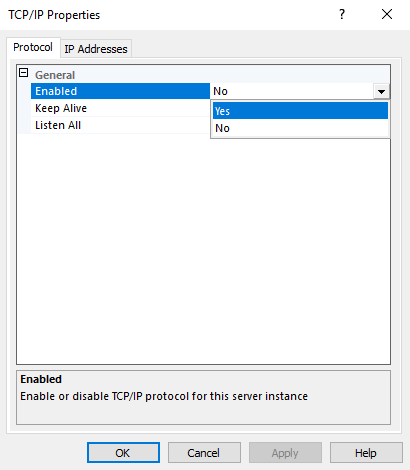 TCP/IP Properties ?
Protocol IP Addresses
General
Enabled No
Keep Alive Yes
Listen All No
Enabled
Enable or disable TCP/IP protocol for this server instance
OK Cancel Apply Help